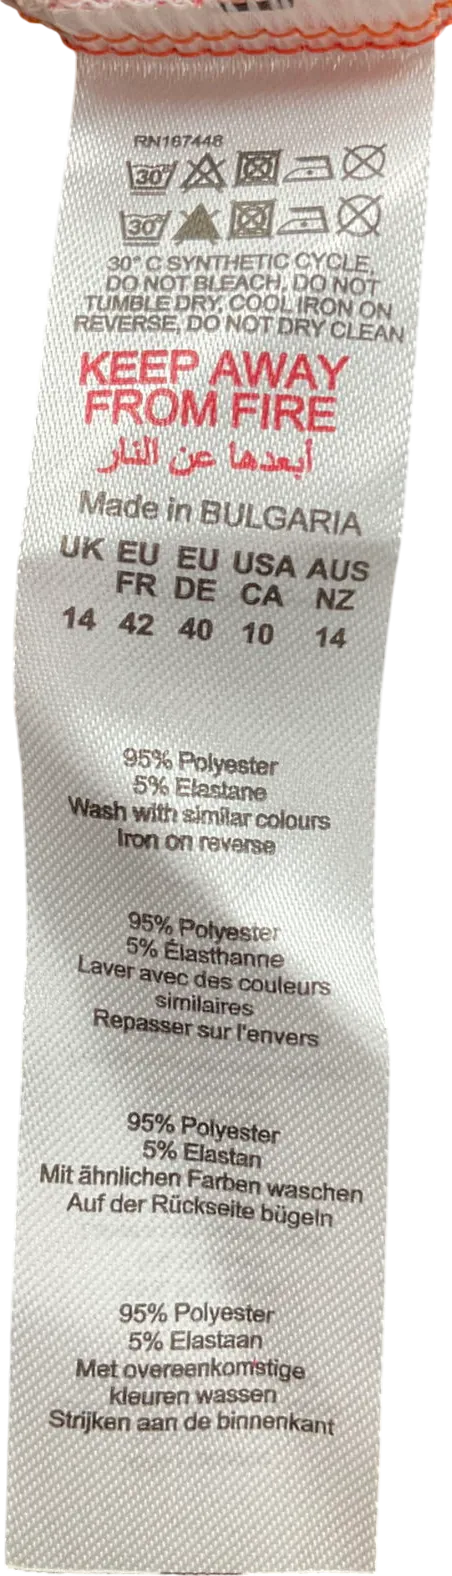 RN167448
30°
30°
30° C SYNTHETIC CYCLE,
DO NOT BLEACH, DO NOT
TUMBLE DRY, COOL IRON ON
REVERSE, DO NOT DRY CLEAN
KEEP AWAY
FROM FIRE
أبعدها عن النار
Made in BULGARIA
UK EU EU USA AUS
FR DE CA NZ
14 42 40 10 14
95% Polyester
5% Elastane
Wash with similar colours
Iron on reverse
95% Polyester
5% Élasthanne
Laver avec des couleurs
similaires
Repasser sur l'envers
95% Polyester
5% Elastan
Mit ähnlichen Farben waschen
Auf der Rückseite bügeln
95% Polyester
5% Elastaan
Met overeenkomstige
kleuren wassen
Strijken aan de binnenkant